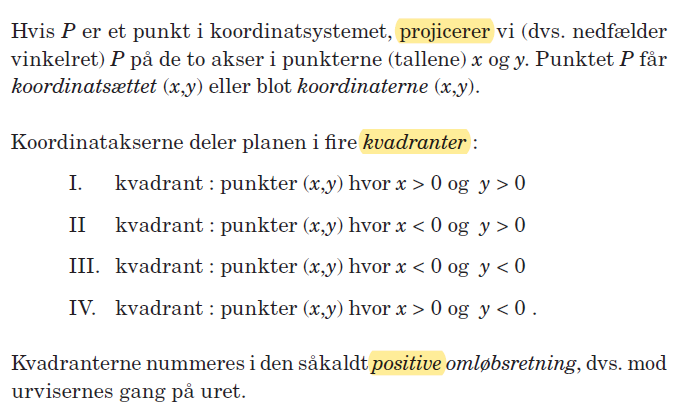 Hvis P er et punkt i koordinatsystemet, projicerer vi (dvs. nedfælder
vinkelret) P på de to akser i punkterne (tallene) x og y. Punktet P får
koordinatsættet (x,y) eller blot koordinaterne (x,y).
Koordinatakserne deler planen i fire kvadranter :
I. kvadrant : punkter (x,y) hvor x > 0 og y > 0
II kvadrant : punkter (x,y) hvor x < 0 og y > 0
III. kvadrant : punkter (x,y) hvor x < 0 og y < 0
IV. kvadrant : punkter (x,y) hvor x > 0 og y < 0 .
Kvadranterne nummeres i den såkaldt positive omløbsretning, dvs. mod
urvisernes gang på uret.